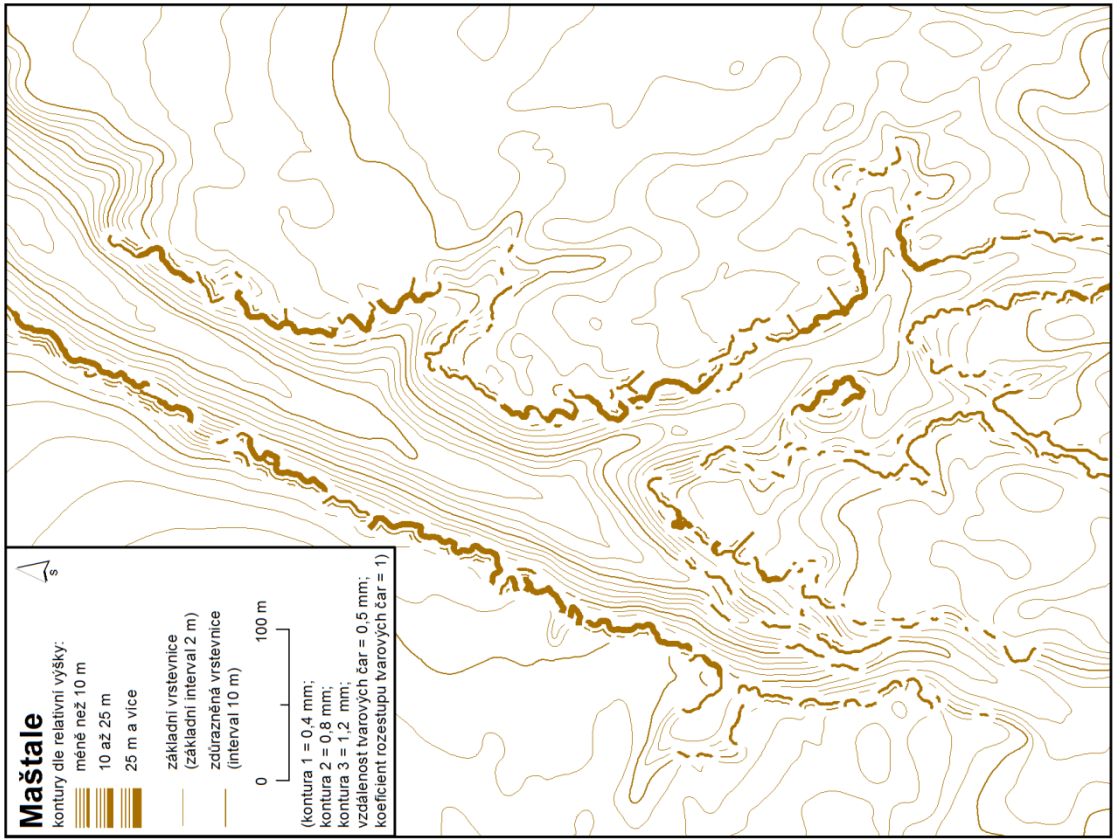 Maštale
kontury dle relativní výšky:
méně než 10 m
10 až 25 m
25 m a více
základní vrstevnice
(základní interval 2 m)
zdůrazněná vrstevnice
(interval 10 m)
0 100 m
(kontura 1 = 0,4 mm;
kontura 2 = 0,8 mm;
kontura 3 = 1,2 mm;
vzdálenost tvarových čar = 0,5 mm;
koeficient rozestupu tvarových čar = 1)
S